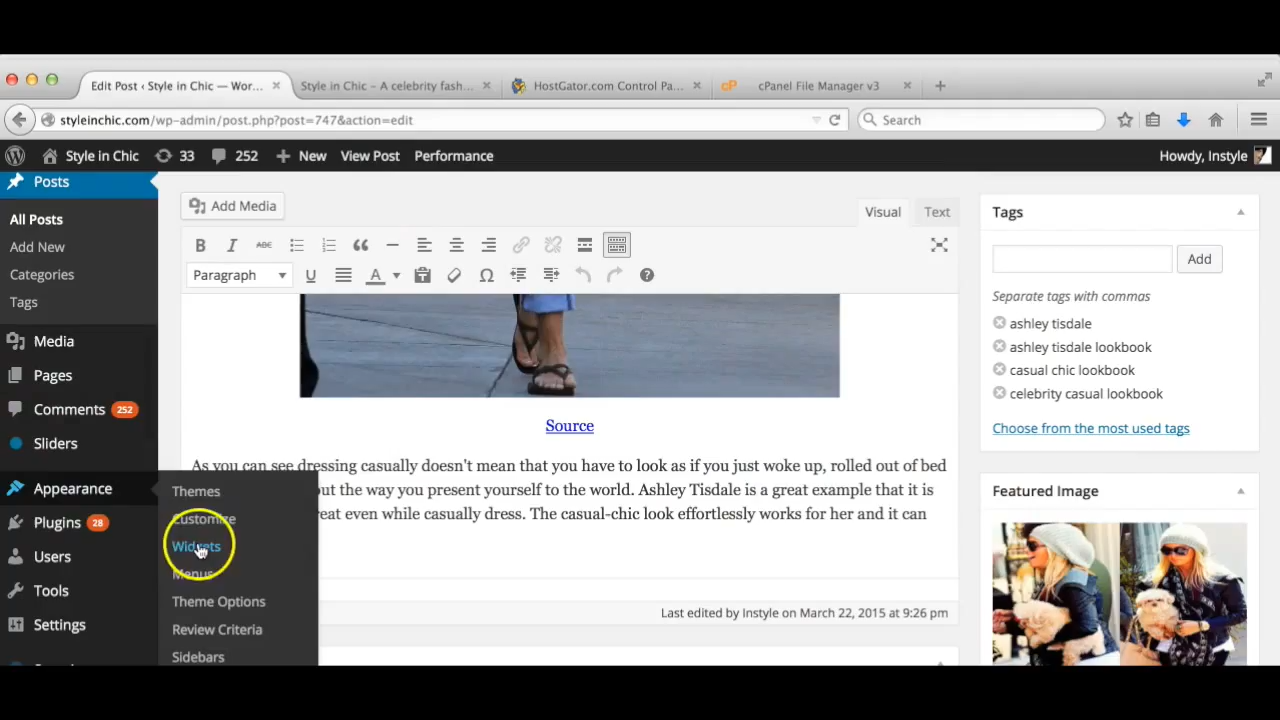 Edit Post ‹ Style in Chic — Wor...
Style in Chic – A celebrity fash...
HostGator.com Control Pa...
cPanel File Manager v3
styleinchic.com/wp-admin/post.php?post=747&action=edit
Search
Style in Chic 33 252 New View Post Performance
Howdy, Instyle
Posts
All Posts
Add New
Categories
Tags
Media
Pages
Comments 252
Sliders
Appearance
Plugins 28
Users
Tools
Settings
Themes
Customize
Widgets
Menus
Theme Options
Review Criteria
Sidebars
Add Media
Visual Text
B I ABC
Paragraph U A Ω
Source
As you can see dressing casually doesn't mean that you have to look as if you just woke up, rolled out of bed
out the way you present yourself to the world. Ashley Tisdale is a great example that it is
eat even while casually dress. The casual-chic look effortlessly works for her and it can
Last edited by Instyle on March 22, 2015 at 9:26 pm
Tags
Add
Separate tags with commas
ashley tisdale
ashley tisdale lookbook
casual chic lookbook
celebrity casual lookbook
Choose from the most used tags
Featured Image